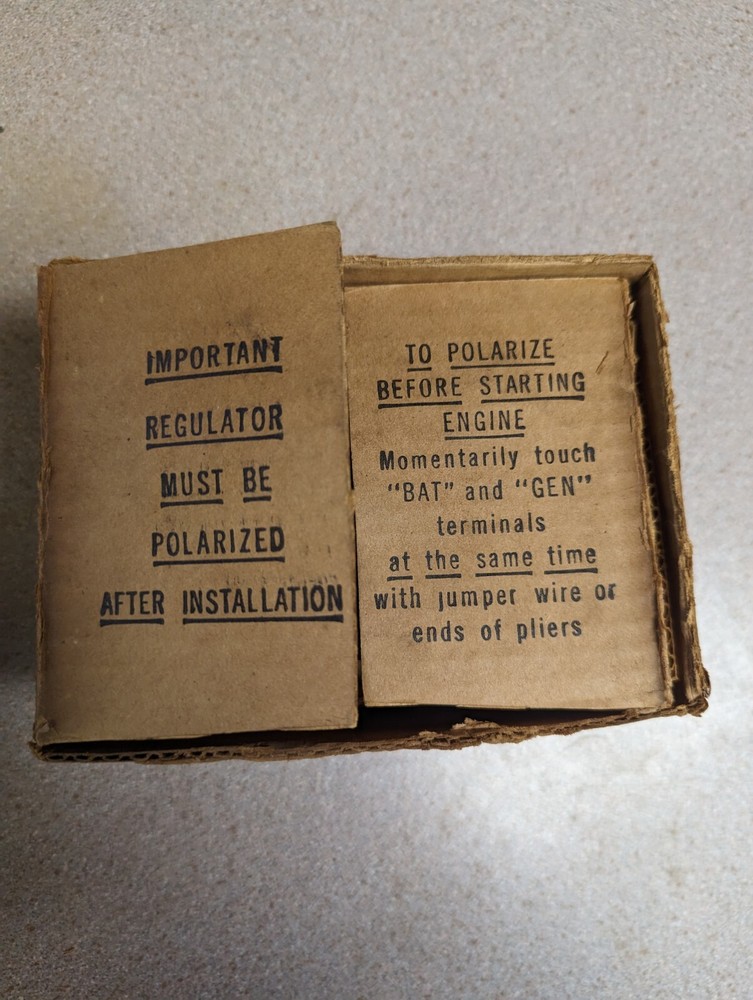 IMPORTANT
REGULATOR
MUST BE
POLARIZED
AFTER INSTALLATION
TO POLARIZE
BEFORE STARTING
ENGINE
Momentarily touch
“BAT” and “GEN”
terminals
at the same time
with jumper wire or
ends of pliers